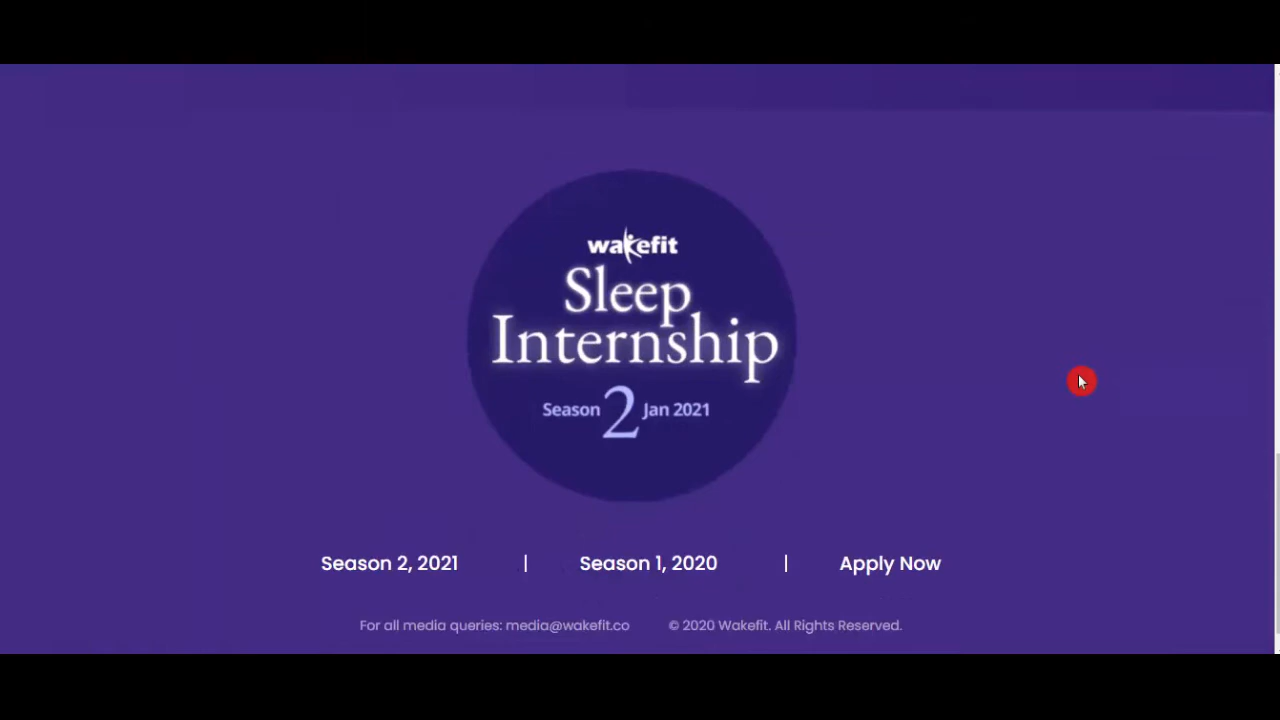 wakefit
Sleep
Internship
Season 2 Jan 2021
Season 2, 2021 | Season 1, 2020 | Apply Now
For all media queries: media@wakefit.co © 2020 Wakefit. All Rights Reserved.